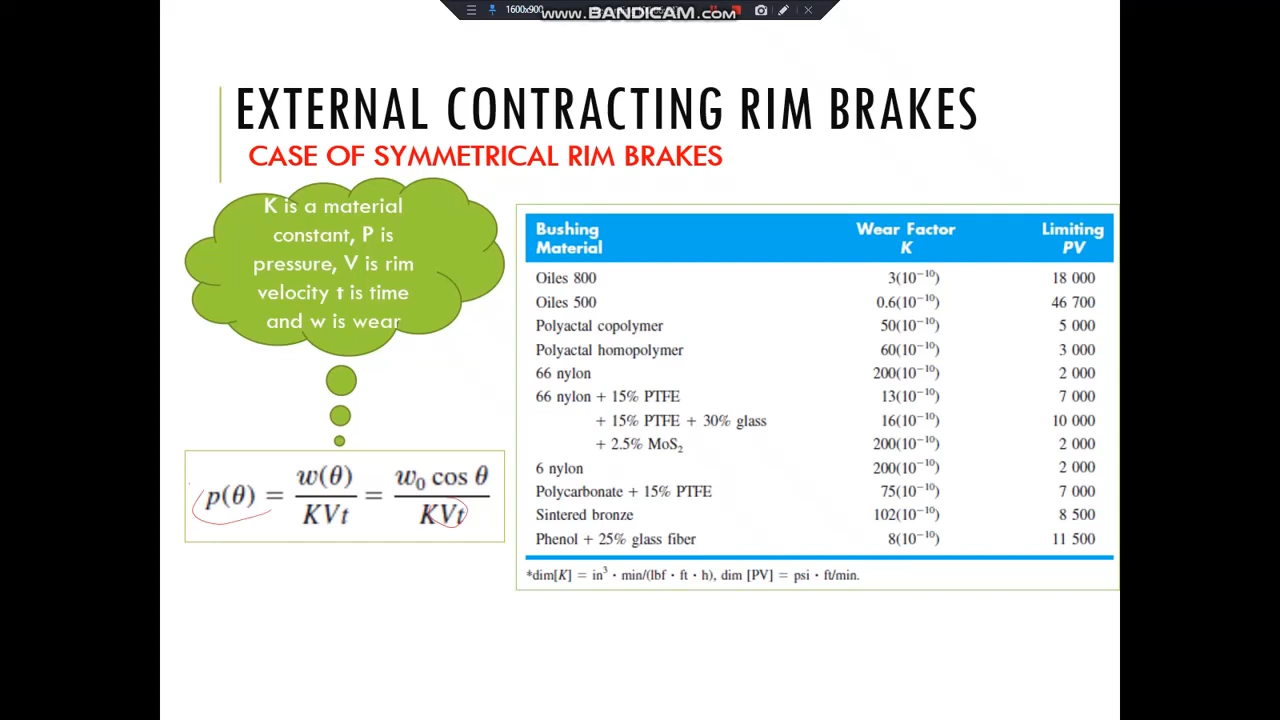 1600x900
www.BANDICAM.com
EXTERNAL CONTRACTING RIM BRAKES
CASE OF SYMMETRICAL RIM BRAKES
K is a material
constant, P is
pressure, V is rim
velocity t is time
and w is wear
p(θ) = w(θ)/KVt = w₀ cos θ/KVt
Bushing Material Wear Factor K Limiting PV
Oiles 800 3(10⁻¹⁰) 18 000
Oiles 500 0.6(10⁻¹⁰) 46 700
Polyactal copolymer 50(10⁻¹⁰) 5 000
Polyactal homopolymer 60(10⁻¹⁰) 3 000
66 nylon 200(10⁻¹⁰) 2 000
66 nylon + 15% PTFE 13(10⁻¹⁰) 7 000
+ 15% PTFE + 30% glass 16(10⁻¹⁰) 10 000
+ 2.5% MoS₂ 200(10⁻¹⁰) 2 000
6 nylon 200(10⁻¹⁰) 2 000
Polycarbonate + 15% PTFE 75(10⁻¹⁰) 7 000
Sintered bronze 102(10⁻¹⁰) 8 500
Phenol + 25% glass fiber 8(10⁻¹⁰) 11 500
*dim[K] = in³ · min/(lbf · ft · h), dim [PV] = psi · ft/min.